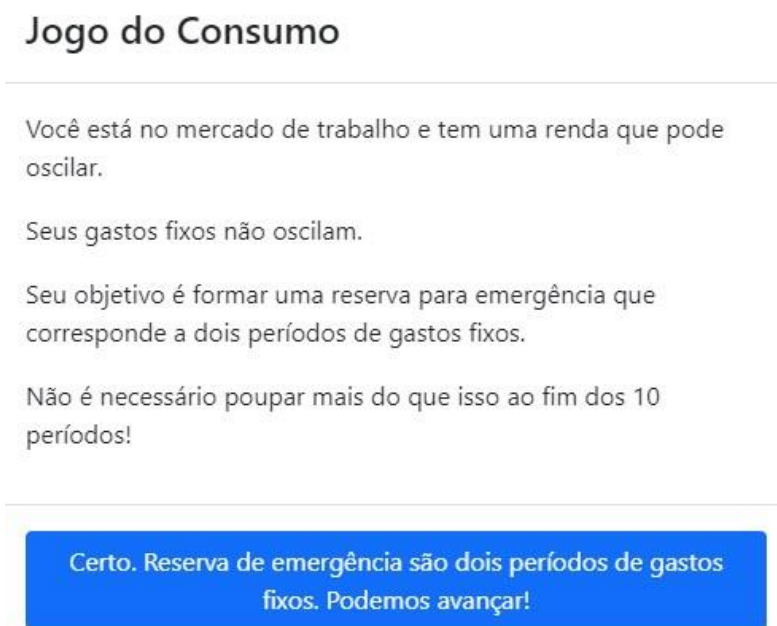 Jogo do Consumo
Você está no mercado de trabalho e tem uma renda que pode
oscilar.
Seus gastos fixos não oscilam.
Seu objetivo é formar uma reserva para emergência que
corresponde a dois períodos de gastos fixos.
Não é necessário poupar mais do que isso ao fim dos 10
períodos!
Certo. Reserva de emergência são dois períodos de gastos
fixos. Podemos avançar!